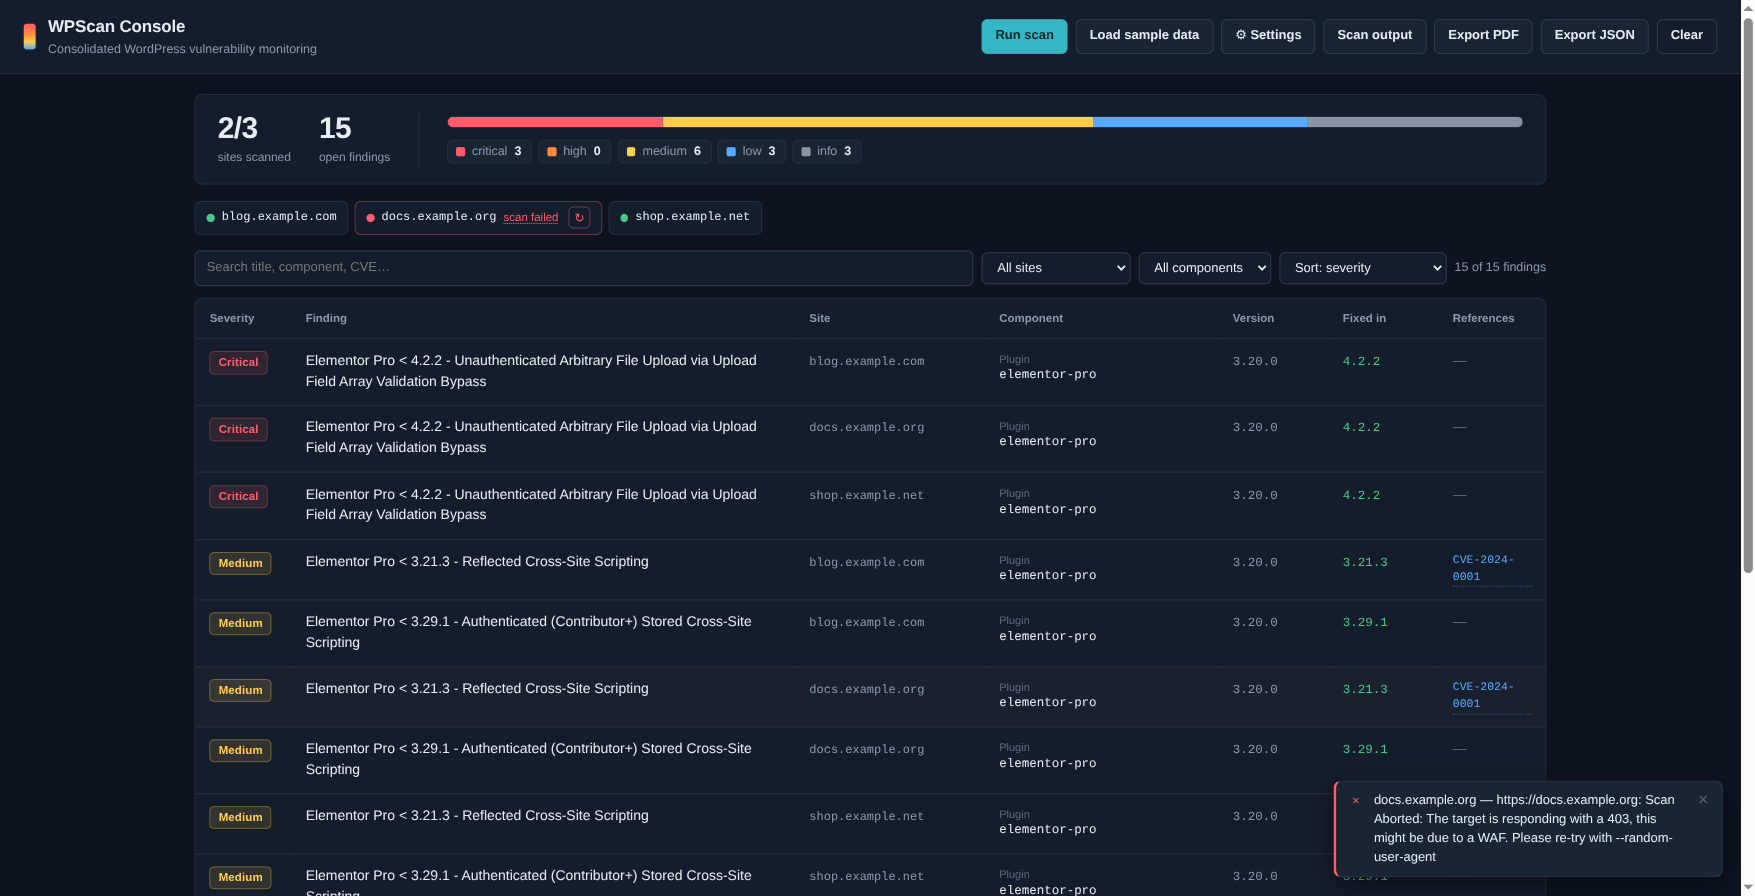 WPScan Console
Consolidated WordPress vulnerability monitoring
Run scan
Load sample data
⚙ Settings
Scan output
Export PDF
Export JSON
Clear
2/3
sites scanned
15
open findings
critical 3
high 0
medium 6
low 3
info 3
blog.example.com
docs.example.org scan failed ↻
shop.example.net
Search title, component, CVE…
All sites
All components
Sort: severity
15 of 15 findings
Severity Finding Site Component Version Fixed in References
Critical
Elementor Pro < 4.2.2 - Unauthenticated Arbitrary File Upload via Upload
Field Array Validation Bypass
blog.example.com
Plugin
elementor-pro
3.20.0
4.2.2
—
Critical
Elementor Pro < 4.2.2 - Unauthenticated Arbitrary File Upload via Upload
Field Array Validation Bypass
docs.example.org
Plugin
elementor-pro
3.20.0
4.2.2
—
Critical
Elementor Pro < 4.2.2 - Unauthenticated Arbitrary File Upload via Upload
Field Array Validation Bypass
shop.example.net
Plugin
elementor-pro
3.20.0
4.2.2
—
Medium
Elementor Pro < 3.21.3 - Reflected Cross-Site Scripting
blog.example.com
Plugin
elementor-pro
3.20.0
3.21.3
CVE-2024-
0001
Medium
Elementor Pro < 3.29.1 - Authenticated (Contributor+) Stored Cross-Site
Scripting
blog.example.com
Plugin
elementor-pro
3.20.0
3.29.1
—
Medium
Elementor Pro < 3.21.3 - Reflected Cross-Site Scripting
docs.example.org
Plugin
elementor-pro
3.20.0
3.21.3
CVE-2024-
0001
Medium
Elementor Pro < 3.29.1 - Authenticated (Contributor+) Stored Cross-Site
Scripting
docs.example.org
Plugin
elementor-pro
3.20.0
3.29.1
—
Medium
Elementor Pro < 3.21.3 - Reflected Cross-Site Scripting
shop.example.net
Plugin
elementor-pro
3.20.0
Medium
Elementor Pro < 3.29.1 - Authenticated (Contributor+) Stored Cross-Site
Scripting
shop.example.net
Plugin
elementor-pro
3.20.0
3.29.1
× docs.example.org — https://docs.example.org: Scan ✕
Aborted: The target is responding with a 403, this
might be due to a WAF. Please re-try with --random-
user-agent